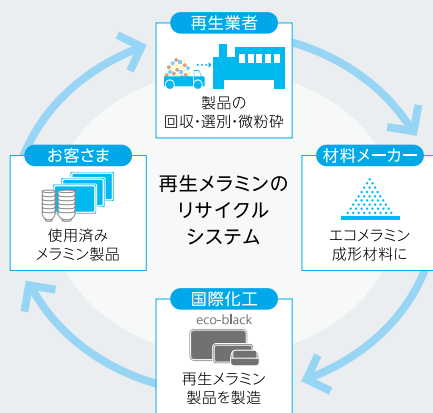 再生業者
製品の
回収・選別・微粉砕
お客さま
使用済み
メラミン製品
再生メラミンの
リサイクル
システム
材料メーカー
エコメラミン
成形材料に
国際化工
eco-black
再生メラミン
製品を製造